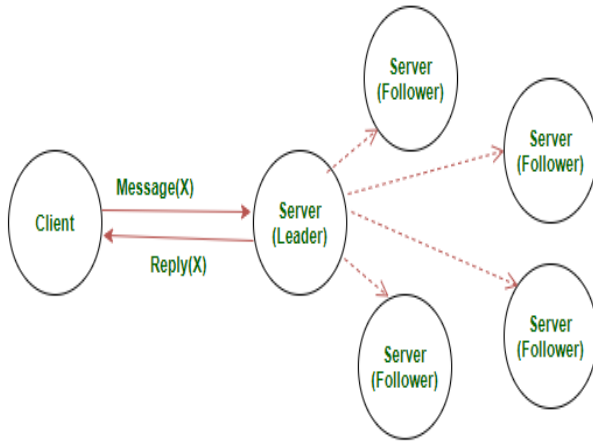 Client
Message(X)
Reply(X)
Server
(Leader)
Server
(Follower)
Server
(Follower)
Server
(Follower)
Server
(Follower)